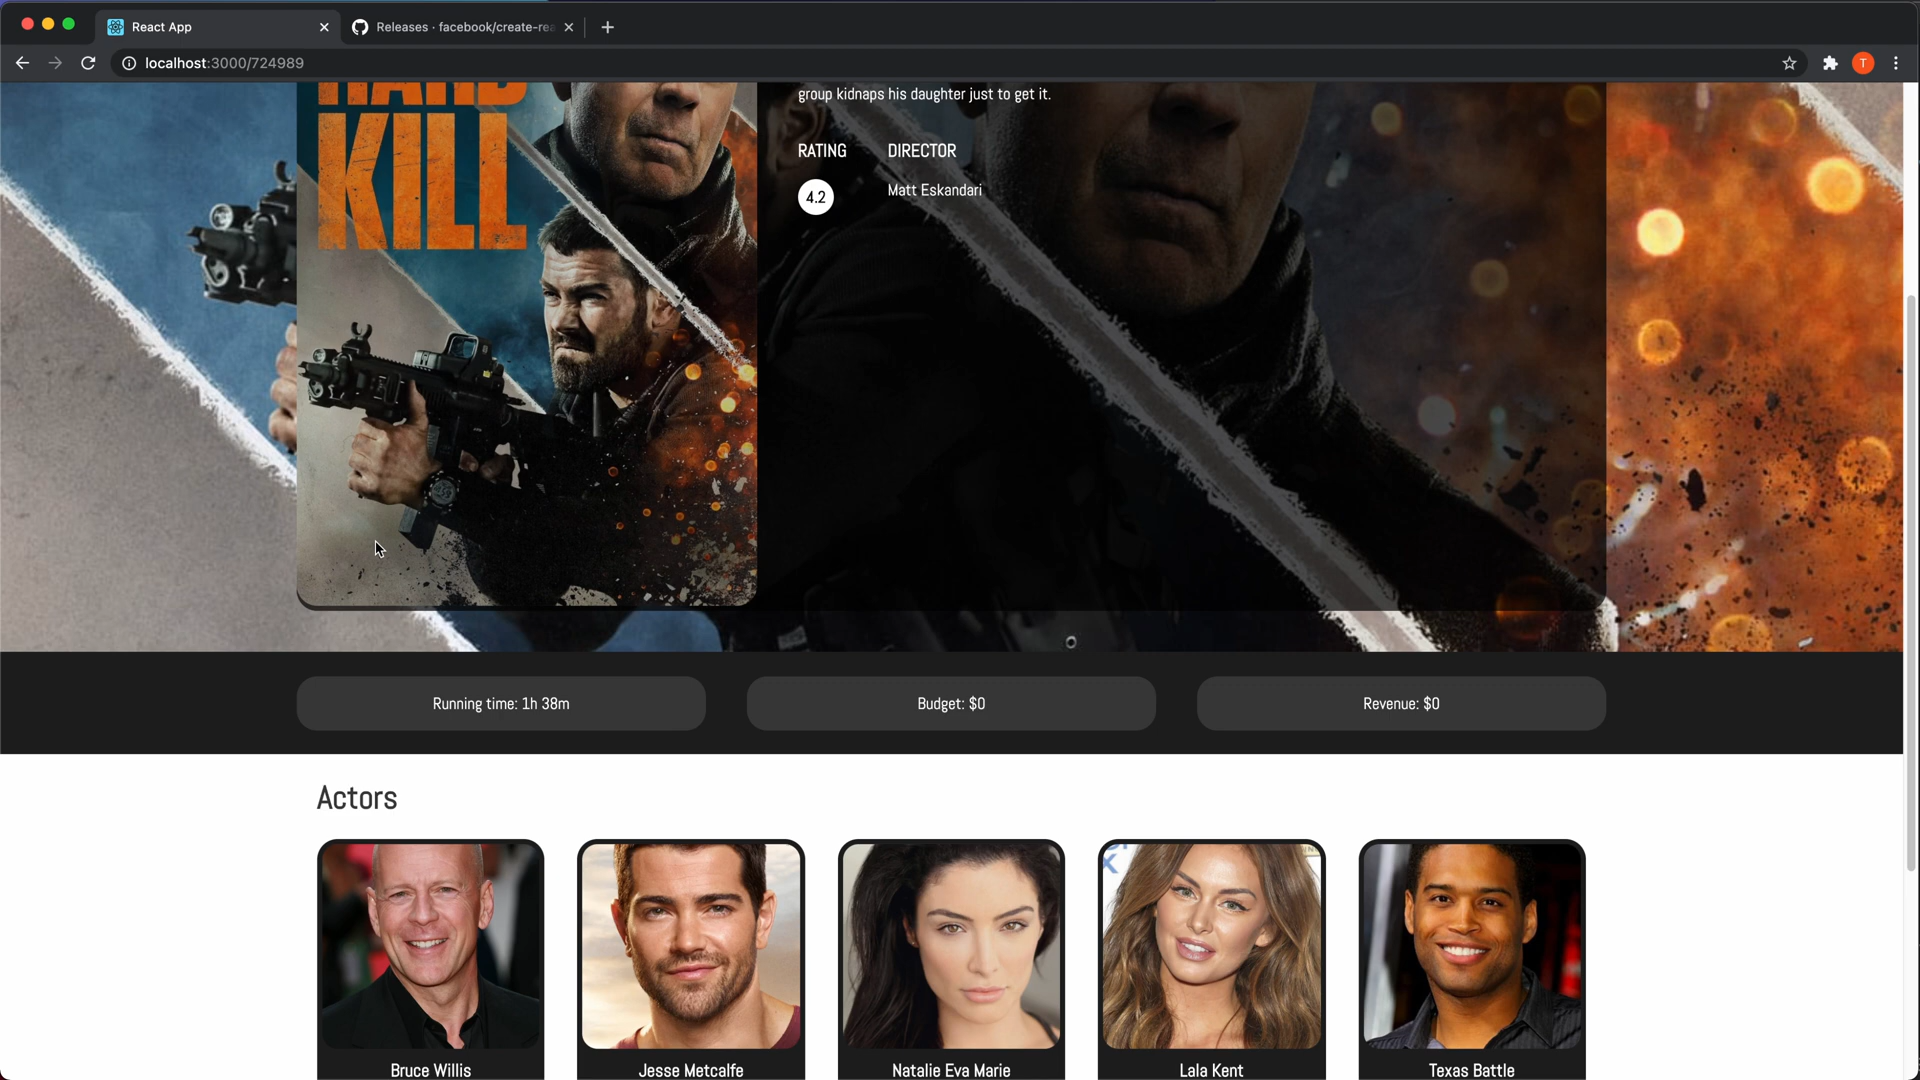 React App
Releases · facebook/create-rea
localhost:3000/724989
T
HARD
KILL
group kidnaps his daughter just to get it.
RATING
DIRECTOR
4.2
Matt Eskandari
Running time: 1h 38m
Budget: $0
Revenue: $0
Actors
Bruce Willis
Jesse Metcalfe
Natalie Eva Marie
Lala Kent
Texas Battle